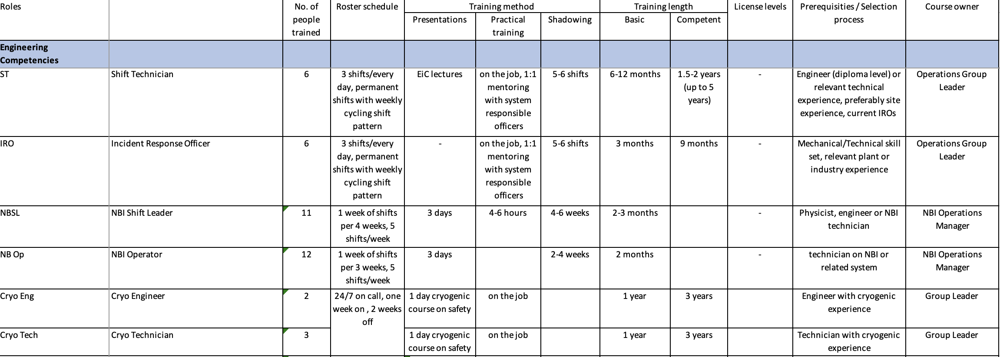 Roles
No. of
people
trained
Roster schedule
Training method
Training length
License levels
Prerequisities / Selection
process
Course owner
Presentations
Practical
training
Shadowing
Basic
Competent
Engineering
Competencies
ST
Shift Technician
6
3 shifts/every
day, permanent
shifts with weekly
cycling shift
pattern
EiC lectures
on the job, 1:1
mentoring
with system
responsible
officers
5-6 shifts
6-12 months
1.5-2 years
(up to 5
years)
-
Engineer (diploma level) or
relevant technical
experience, preferably site
experience, current IROs
Operations Group
Leader
IRO
Incident Response Officer
6
3 shifts/every
day, permanent
shifts with weekly
cycling shift
pattern
-
on the job, 1:1
mentoring
with system
responsible
officers
5-6 shifts
3 months
9 months
-
Mechanical/Technical skill
set, relevant plant or
industry experience
Operations Group
Leader
NBSL
NBI Shift Leader
11
1 week of shifts
per 4 weeks, 5
shifts/week
3 days
4-6 hours
4-6 weeks
2-3 months
-
Physicist, engineer or NBI
technician
NBI Operations
Manager
NB Op
NBI Operator
12
1 week of shifts
per 3 weeks, 5
shifts/week
3 days
2-4 weeks
2 months
-
technician on NBI or
related system
NBI Operations
Manager
Cryo Eng
Cryo Engineer
2
24/7 on call, one
week on , 2 weeks
off
1 day cryogenic
course on safety
on the job
1 year
3 years
Engineer with cryogenic
experience
Group Leader
Cryo Tech
Cryo Technician
3
1 day cryogenic
course on safety
on the job
1 year
3 years
Technician with cryogenic
experience
Group Leader